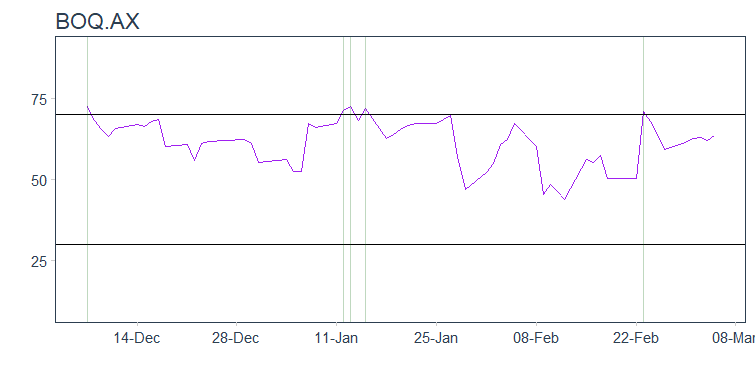 BOQ.AX
75
50
25
14-Dec
28-Dec
11-Jan
25-Jan
08-Feb
22-Feb
08-Mar